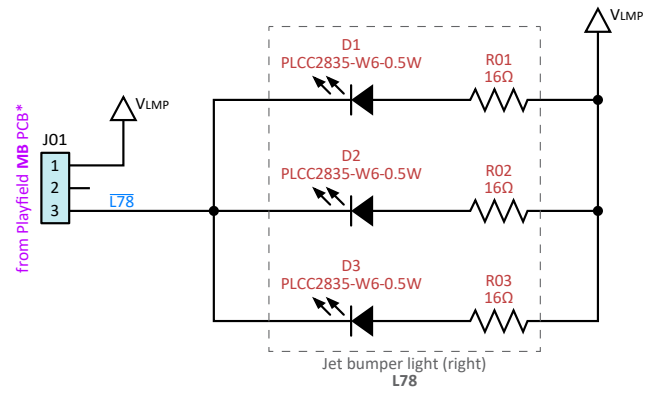 VLMP
D1
PLCC2835-W6-0.5W
R01
16Ω
VLMP
J01
1
2
3
L78
from Playfield MB PCB*
D2
PLCC2835-W6-0.5W
R02
16Ω
D3
PLCC2835-W6-0.5W
R03
16Ω
Jet bumper light (right)
L78